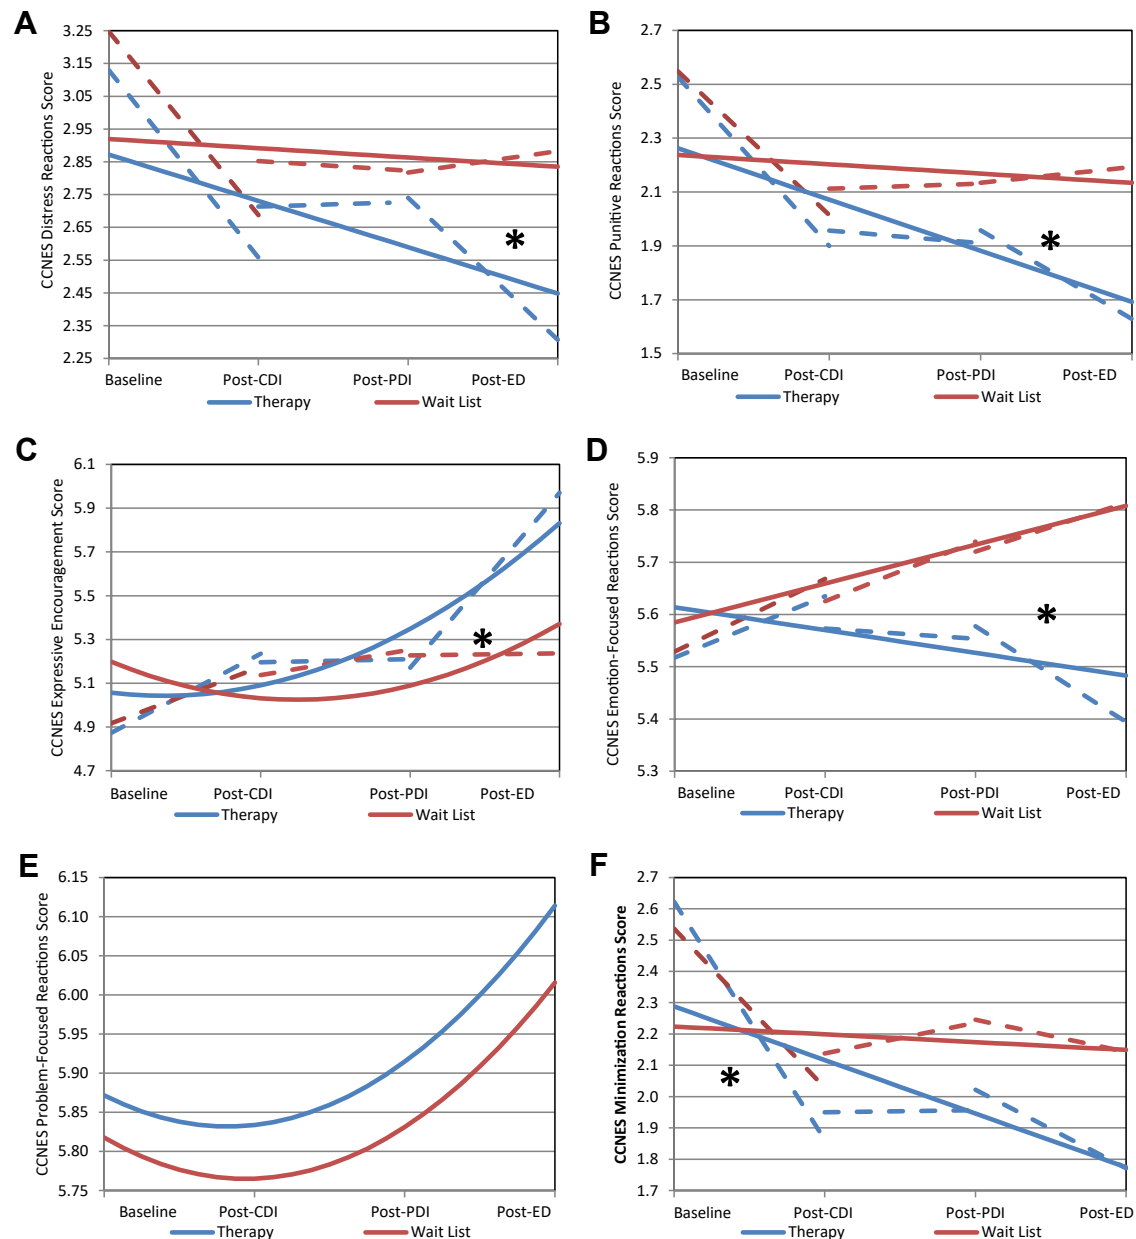 A
CCNES Distress Reactions Score
3.25
3.15
3.05
2.95
2.85
2.75
2.65
2.55
2.45
2.35
2.25
*
Baseline Post-CDI Post-PDI Post-ED
Therapy Wait List
B
CCNES Punitive Reactions Score
2.7
2.5
2.3
2.1
1.9
1.7
1.5
*
Baseline Post-CDI Post-PDI Post-ED
Therapy Wait List
C
CCNES Expressive Encouragement Score
6.1
5.9
5.7
5.5
5.3
5.1
4.9
4.7
*
Baseline Post-CDI Post-PDI Post-ED
Therapy Wait List
D
CCNES Emotion-Focused Reactions Score
5.9
5.8
5.7
5.6
5.5
5.4
5.3
*
Baseline Post-CDI Post-PDI Post-ED
Therapy Wait List
E
CCNES Problem-Focused Reactions Score
6.15
6.10
6.05
6.00
5.95
5.90
5.85
5.80
5.75
Baseline Post-CDI Post-PDI Post-ED
Therapy Wait List
F
CCNES Minimization Reactions Score
2.7
2.6
2.5
2.4
2.3
2.2
2.1
2.0
1.9
1.8
1.7
*
Baseline Post-CDI Post-PDI Post-ED
Therapy Wait List